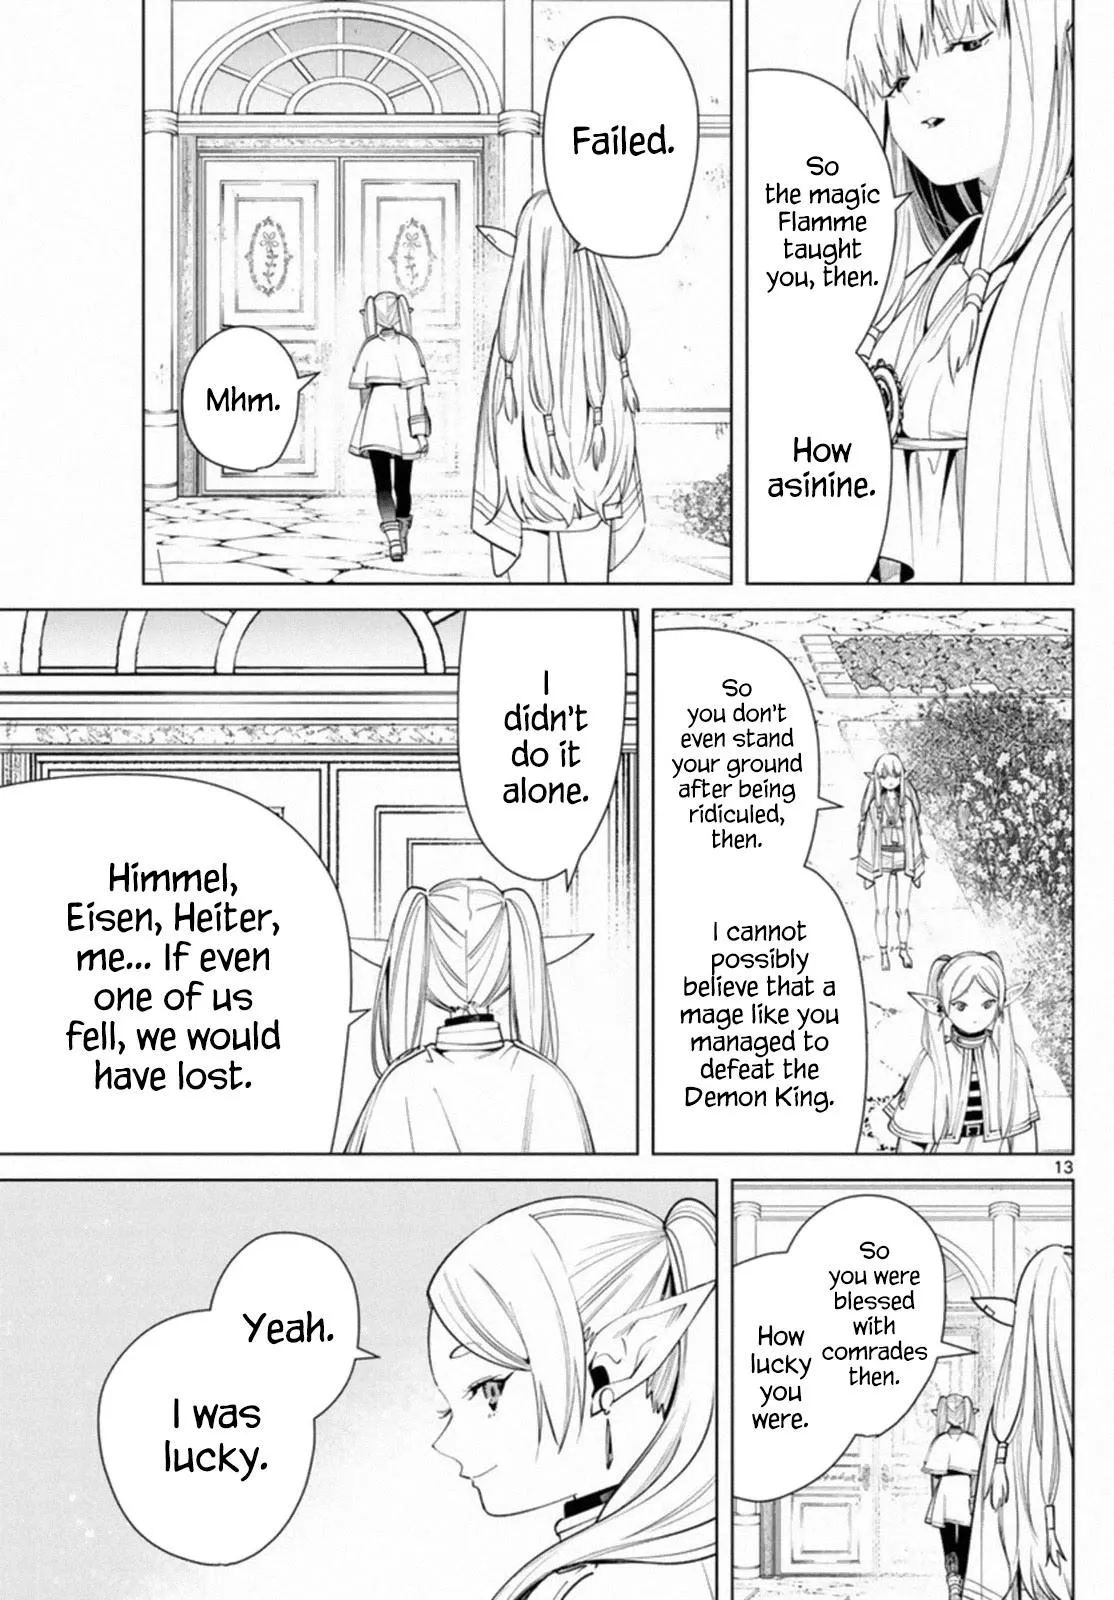 So
the magic
Flamme
taught
you, then.
How
asinine.
Failed.
Mhm.
So
you don't
even stand
your ground
after being
ridiculed,
then.
I cannot
possibly
believe that a
mage like you
managed to
defeat the
Demon King.
I
didn't
do it
alone.
Himmel,
Eisen, Heiter,
me... If even
one of us
fell, we would
have lost.
13
So
you were
blessed
with
comrades
then.
How
lucky
you
were.
Yeah.
I was
lucky.